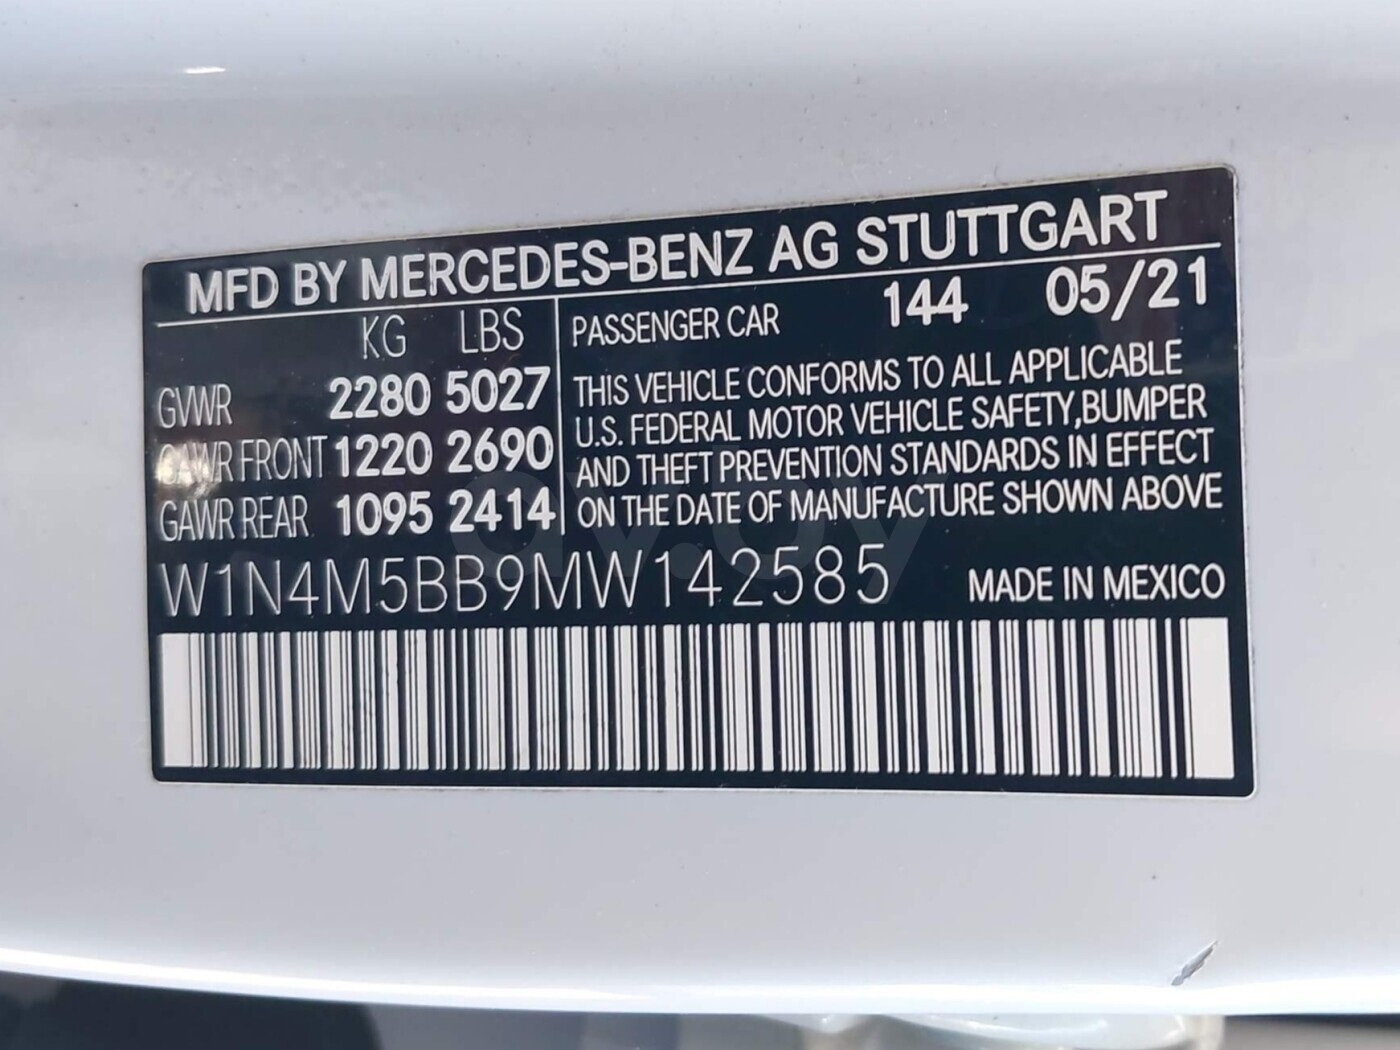 MFD BY MERCEDES-BENZ AG STUTTGART
KG LBS
GVWR 2280 5027
GAWR FRONT 1220 2690
GAWR REAR 1095 2414
PASSENGER CAR 144 05/21
THIS VEHICLE CONFORMS TO ALL APPLICABLE
U.S. FEDERAL MOTOR VEHICLE SAFETY,BUMPER
AND THEFT PREVENTION STANDARDS IN EFFECT
ON THE DATE OF MANUFACTURE SHOWN ABOVE
W1N4M5BB9MW142585 MADE IN MEXICO
av.by